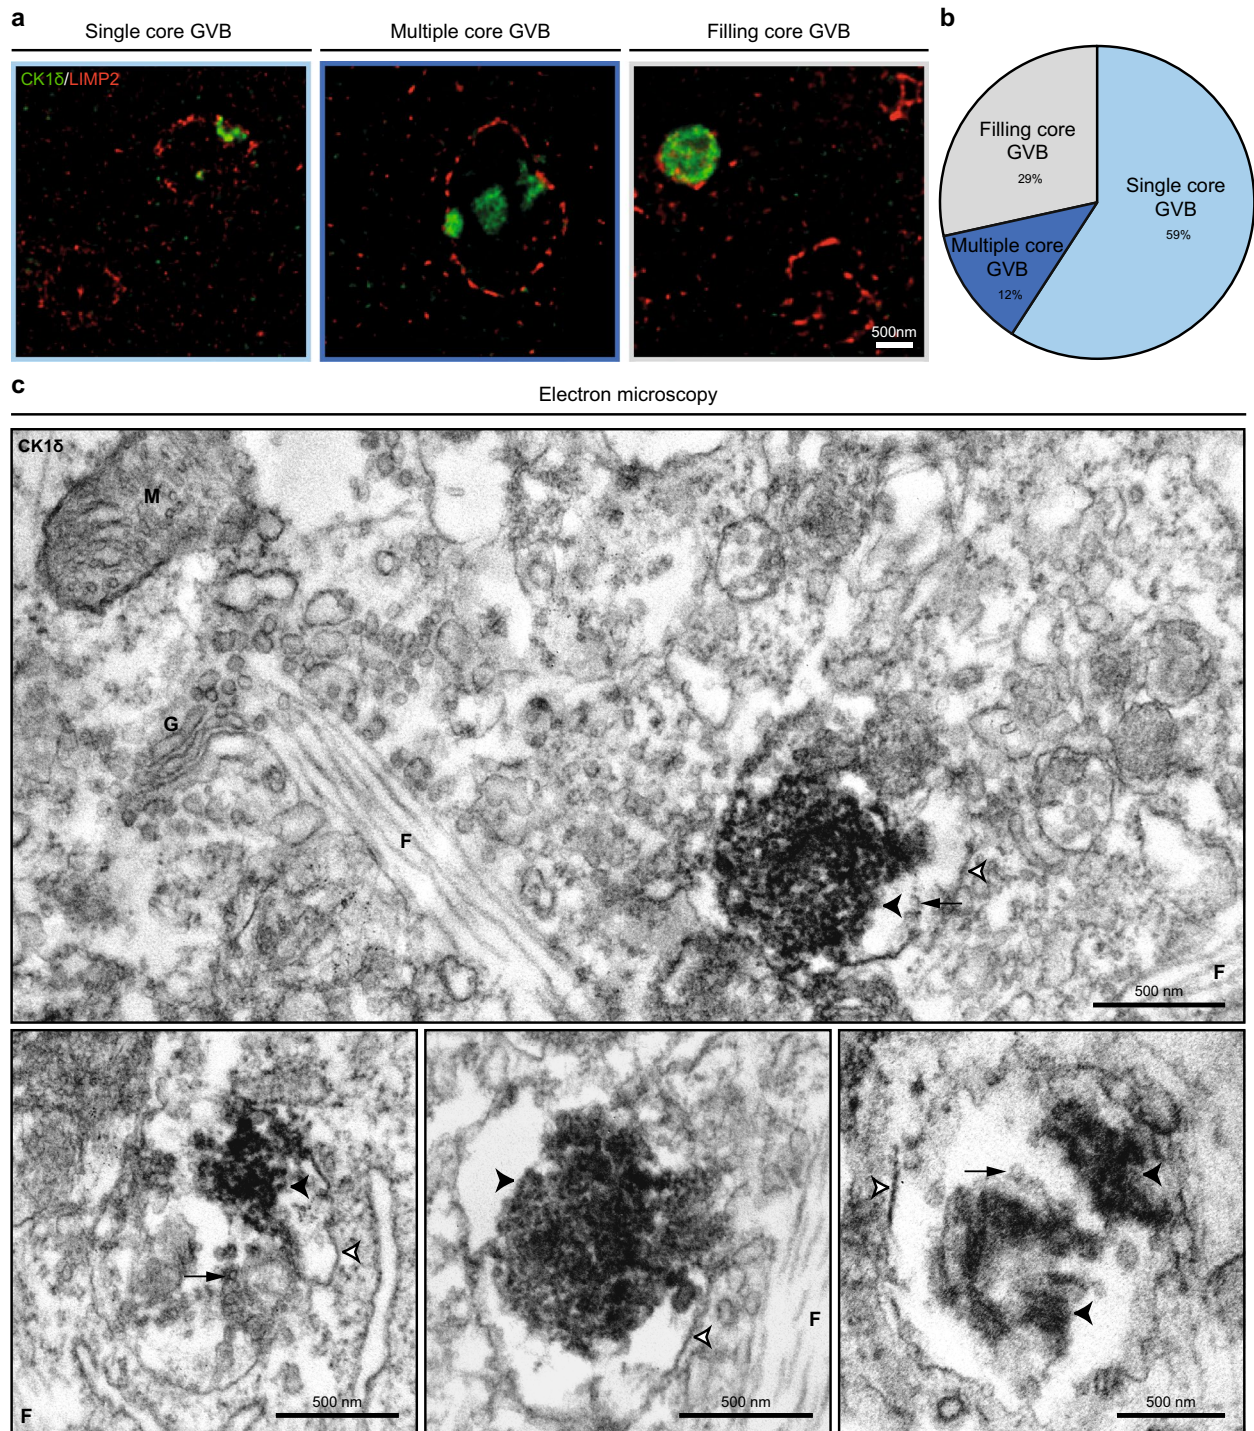 a
Single core GVB
Multiple core GVB
Filling core GVB
CK1δ/LIMP2
500nm
b
Filling core
GVB
29%
Single core
GVB
59%
Multiple core
GVB
12%
c
Electron microscopy
CK1δ
M
G
F
F
500 nm
F
500 nm
F
500 nm
500 nm